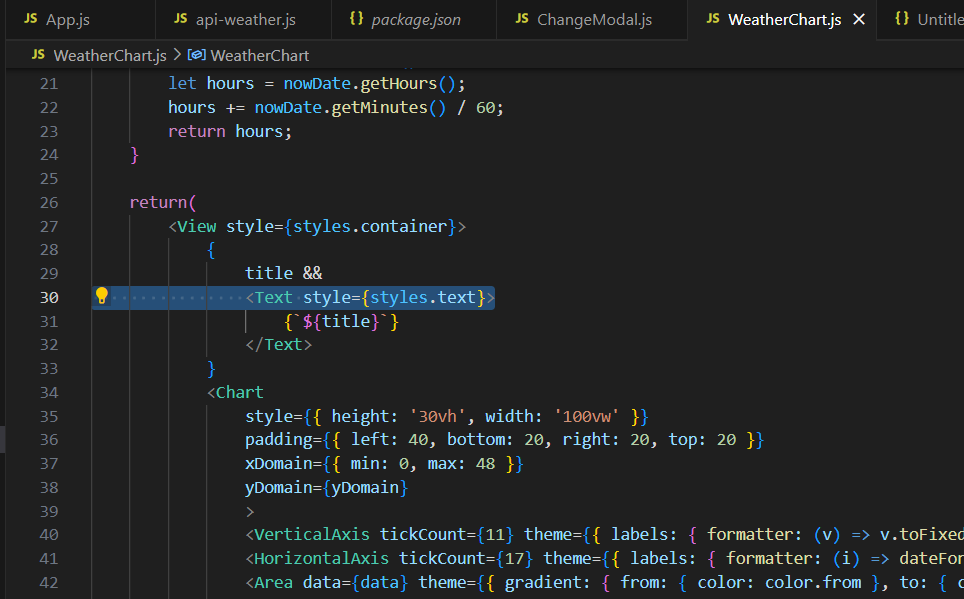 JS App.js JS api-weather.js {} package.json JS ChangeModal.js JS WeatherChart.js × {} Untitle
JS WeatherChart.js > WeatherChart
21 let hours = nowDate.getHours();
22 hours += nowDate.getMinutes() / 60;
23 return hours;
24 }
25
26 return(
27 <View style={styles.container}>
28 {
29 title &&
30 <Text style={styles.text}>
31 {`${title}`}
32 </Text>
33 }
34 <Chart
35 style={{ height: '30vh', width: '100vw' }}
36 padding={{ left: 40, bottom: 20, right: 20, top: 20 }}
37 xDomain={{ min: 0, max: 48 }}
38 yDomain={yDomain}
39 >
40 <VerticalAxis tickCount={11} theme={{ labels: { formatter: (v) => v.toFixed
41 <HorizontalAxis tickCount={17} theme={{ labels: { formatter: (i) => dateFor
42 <Area data={data} theme={{ gradient: { from: { color: color.from }, to: { c